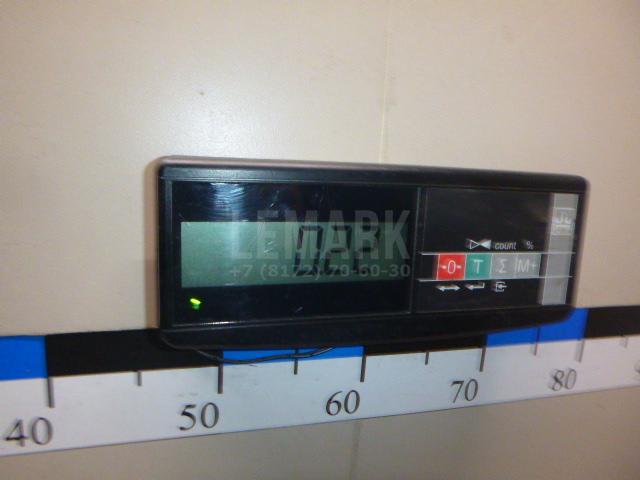 LEMARK
+7 (8172) 70-60-30
count %
→0← T Σ M+
40 50 60 70 80